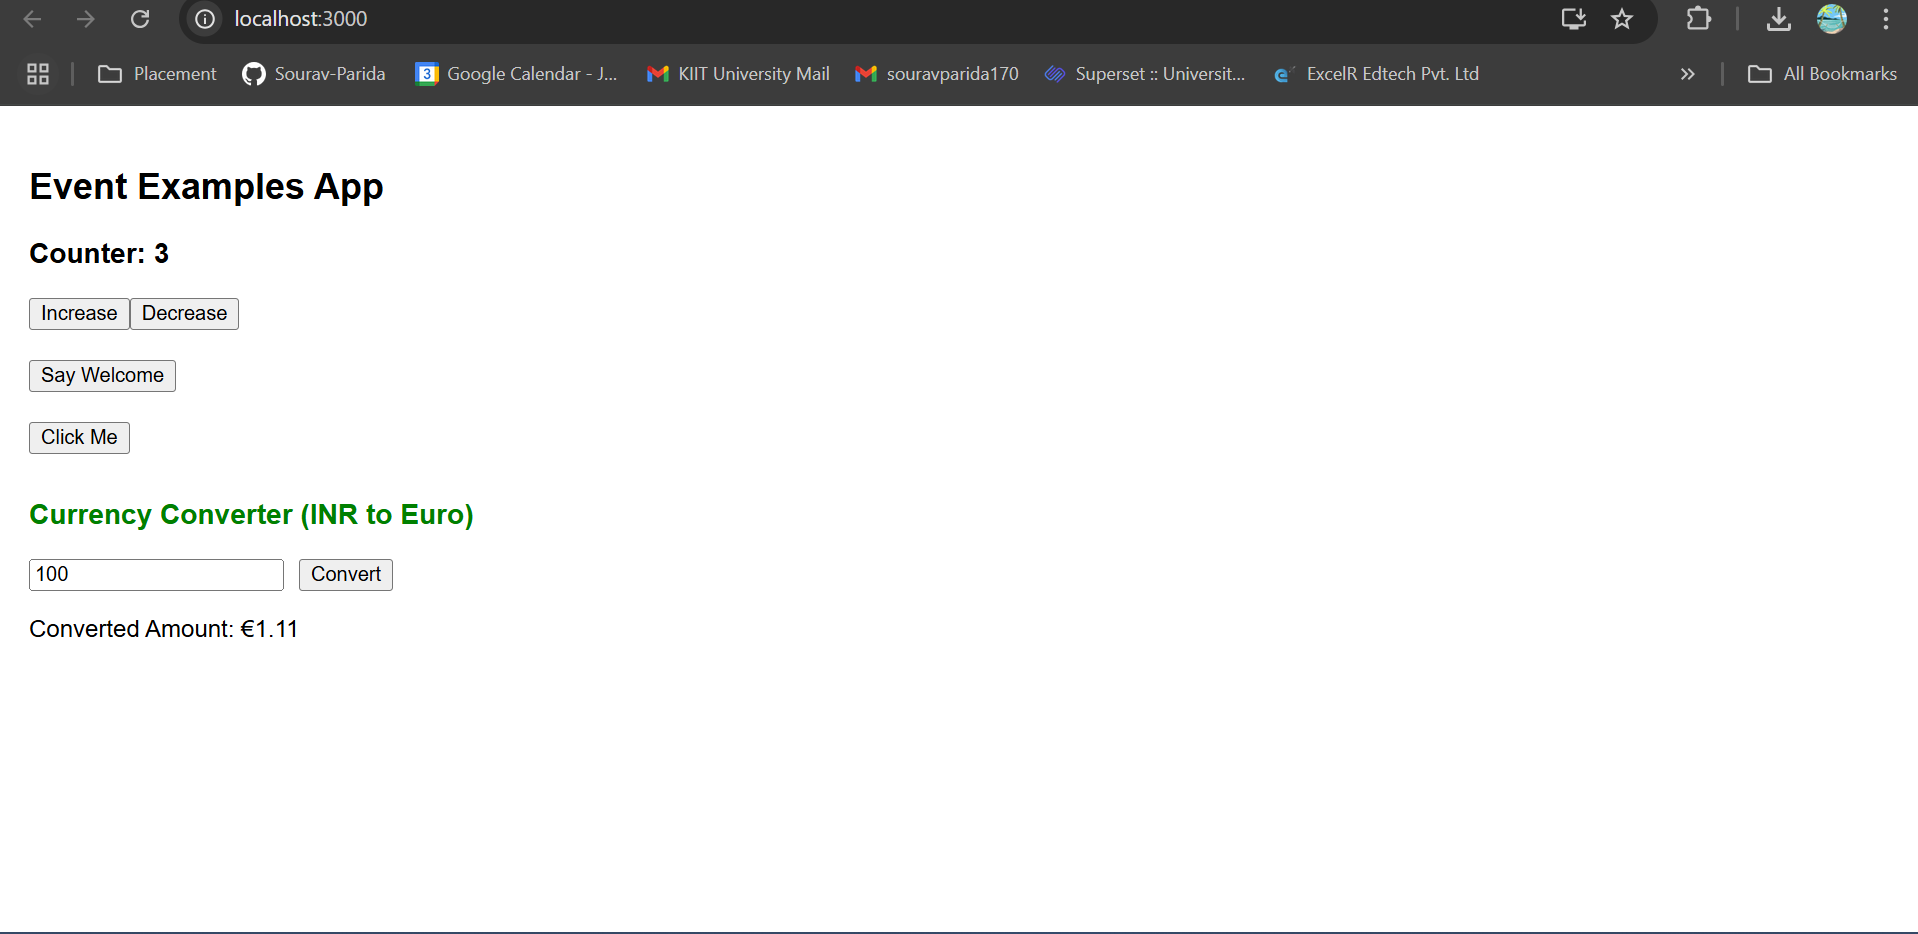 localhost:3000
Placement Sourav-Parida 3 Google Calendar - J... KIIT University Mail souravparida170 Superset :: Universit... ExcelR Edtech Pvt. Ltd » All Bookmarks
Event Examples App
Counter: 3
Increase Decrease
Say Welcome
Click Me
Currency Converter (INR to Euro)
100 Convert
Converted Amount: €1.11